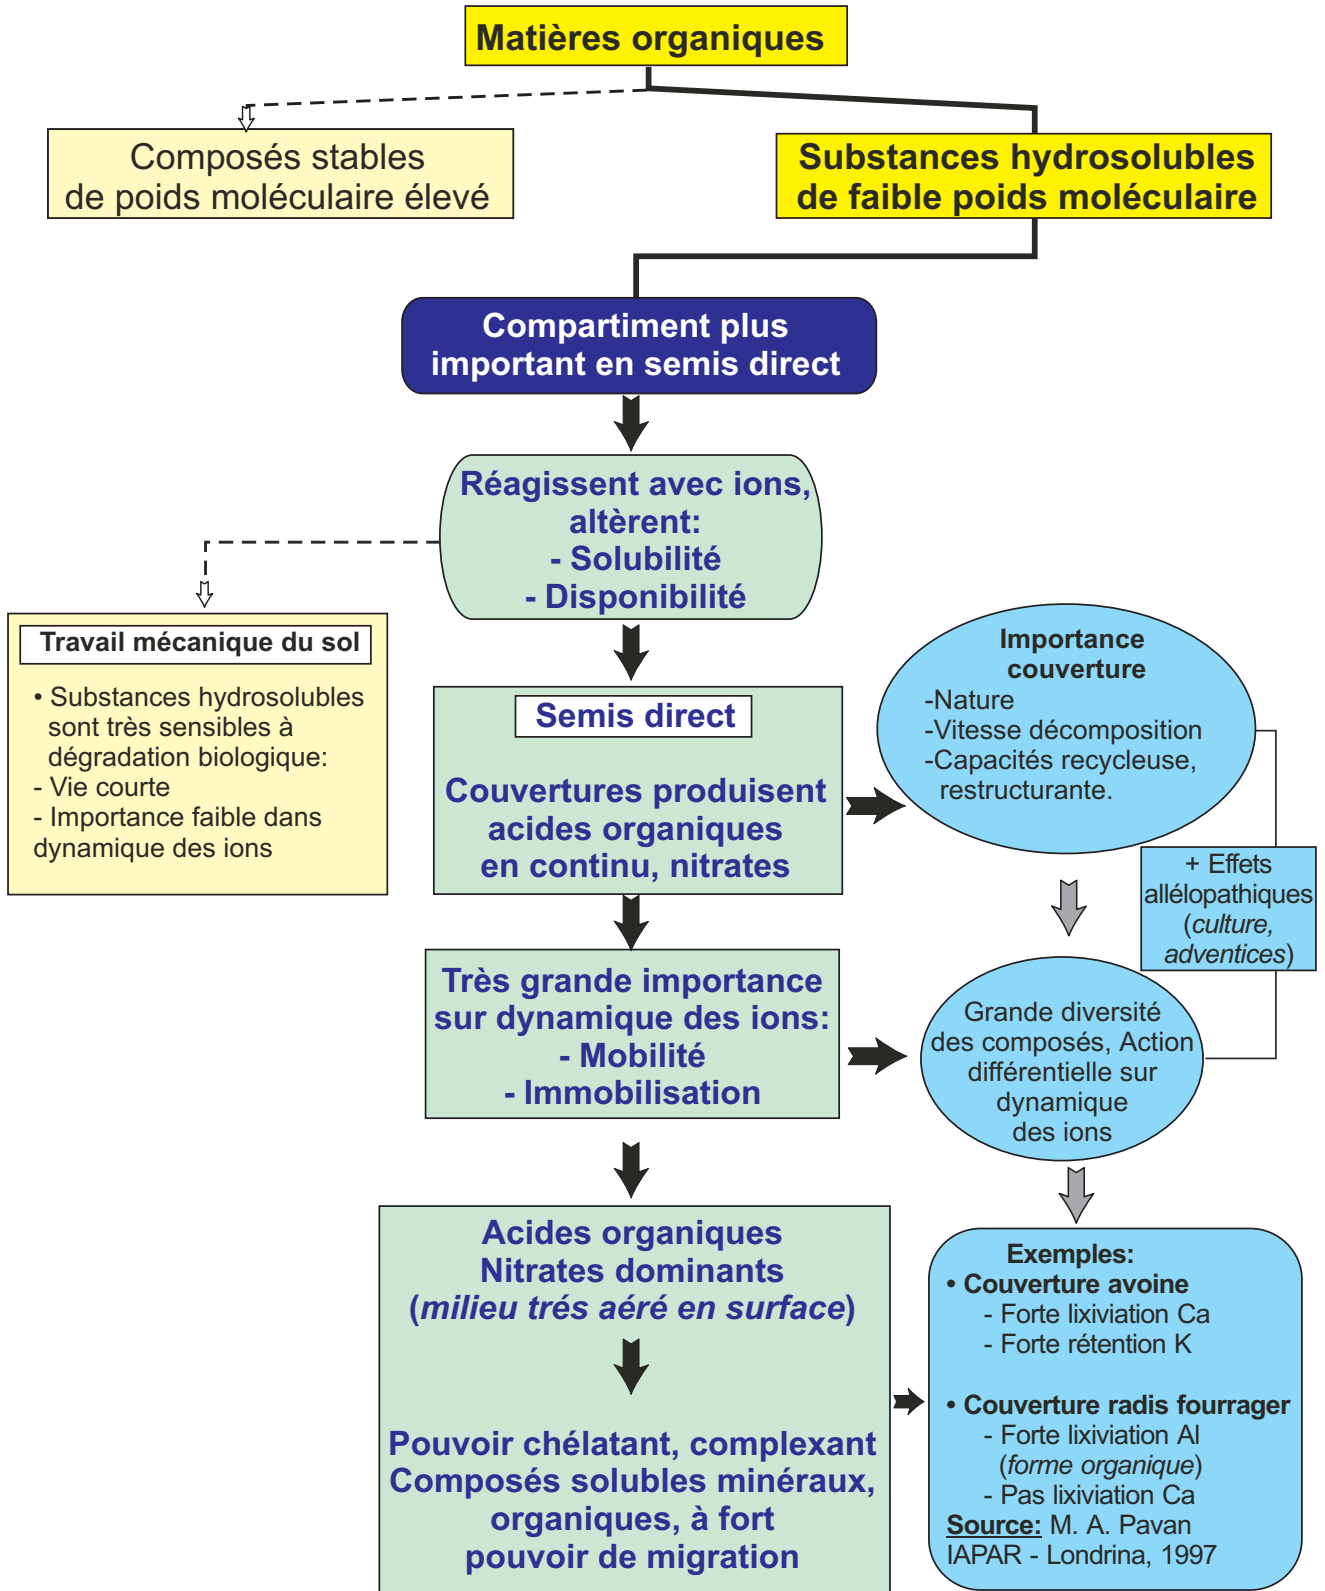 Matières organiques
Composés stables
de poids moléculaire élevé
Substances hydrosolubles
de faible poids moléculaire
Compartiment plus
important en semis direct
Réagissent avec ions,
altèrent:
- Solubilité
- Disponibilité
Travail mécanique du sol
• Substances hydrosolubles
sont très sensibles à
dégradation biologique:
- Vie courte
- Importance faible dans
dynamique des ions
Semis direct
Couvertures produisent
acides organiques
en continu, nitrates
Importance
couverture
-Nature
-Vitesse décomposition
-Capacités recycleuse,
restructurante.
+ Effets
allélopathiques
(culture,
adventices)
Très grande importance
sur dynamique des ions:
- Mobilité
- Immobilisation
Grande diversité
des composés, Action
différentielle sur
dynamique
des ions
Acides organiques
Nitrates dominants
(milieu trés aéré en surface)
Pouvoir chélatant, complexant
Composés solubles minéraux,
organiques, à fort
pouvoir de migration
Exemples:
• Couverture avoine
- Forte lixiviation Ca
- Forte rétention K
• Couverture radis fourrager
- Forte lixiviation Al
(forme organique)
- Pas lixiviation Ca
Source: M. A. Pavan
IAPAR - Londrina, 1997